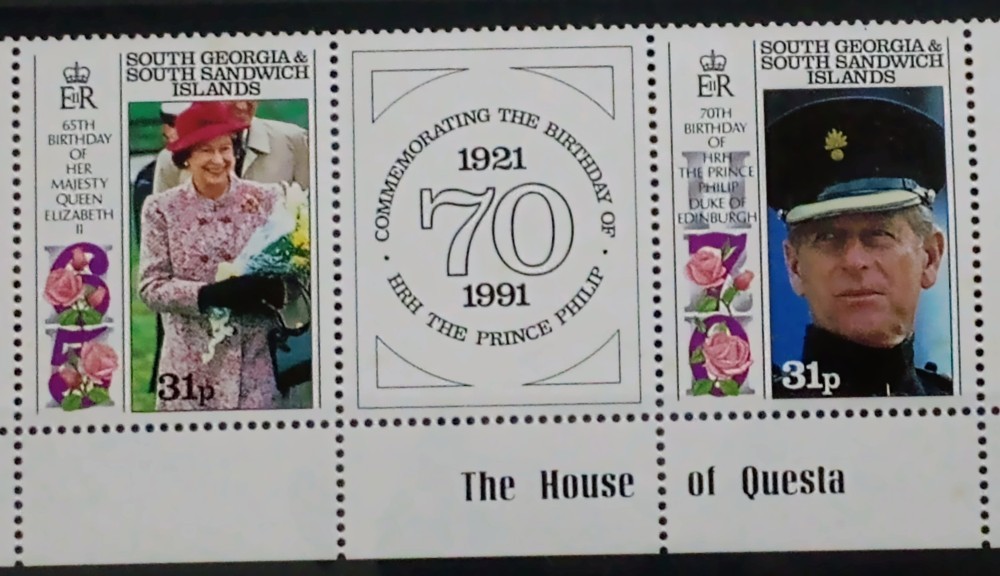 SOUTH GEORGIA &
SOUTH SANDWICH
ISLANDS
EIIR
65TH
BIRTHDAY
OF
HER
MAJESTY
QUEEN
ELIZABETH
II
65
31p
COMMEMORATING THE BIRTHDAY OF
1921
70
1991
· HRH THE PRINCE PHILIP ·
SOUTH GEORGIA &
SOUTH SANDWICH
ISLANDS
EIIR
70TH
BIRTHDAY
OF
HRH
THE PRINCE
PHILIP
DUKE OF
EDINBURGH
70
31p
The House of Questa